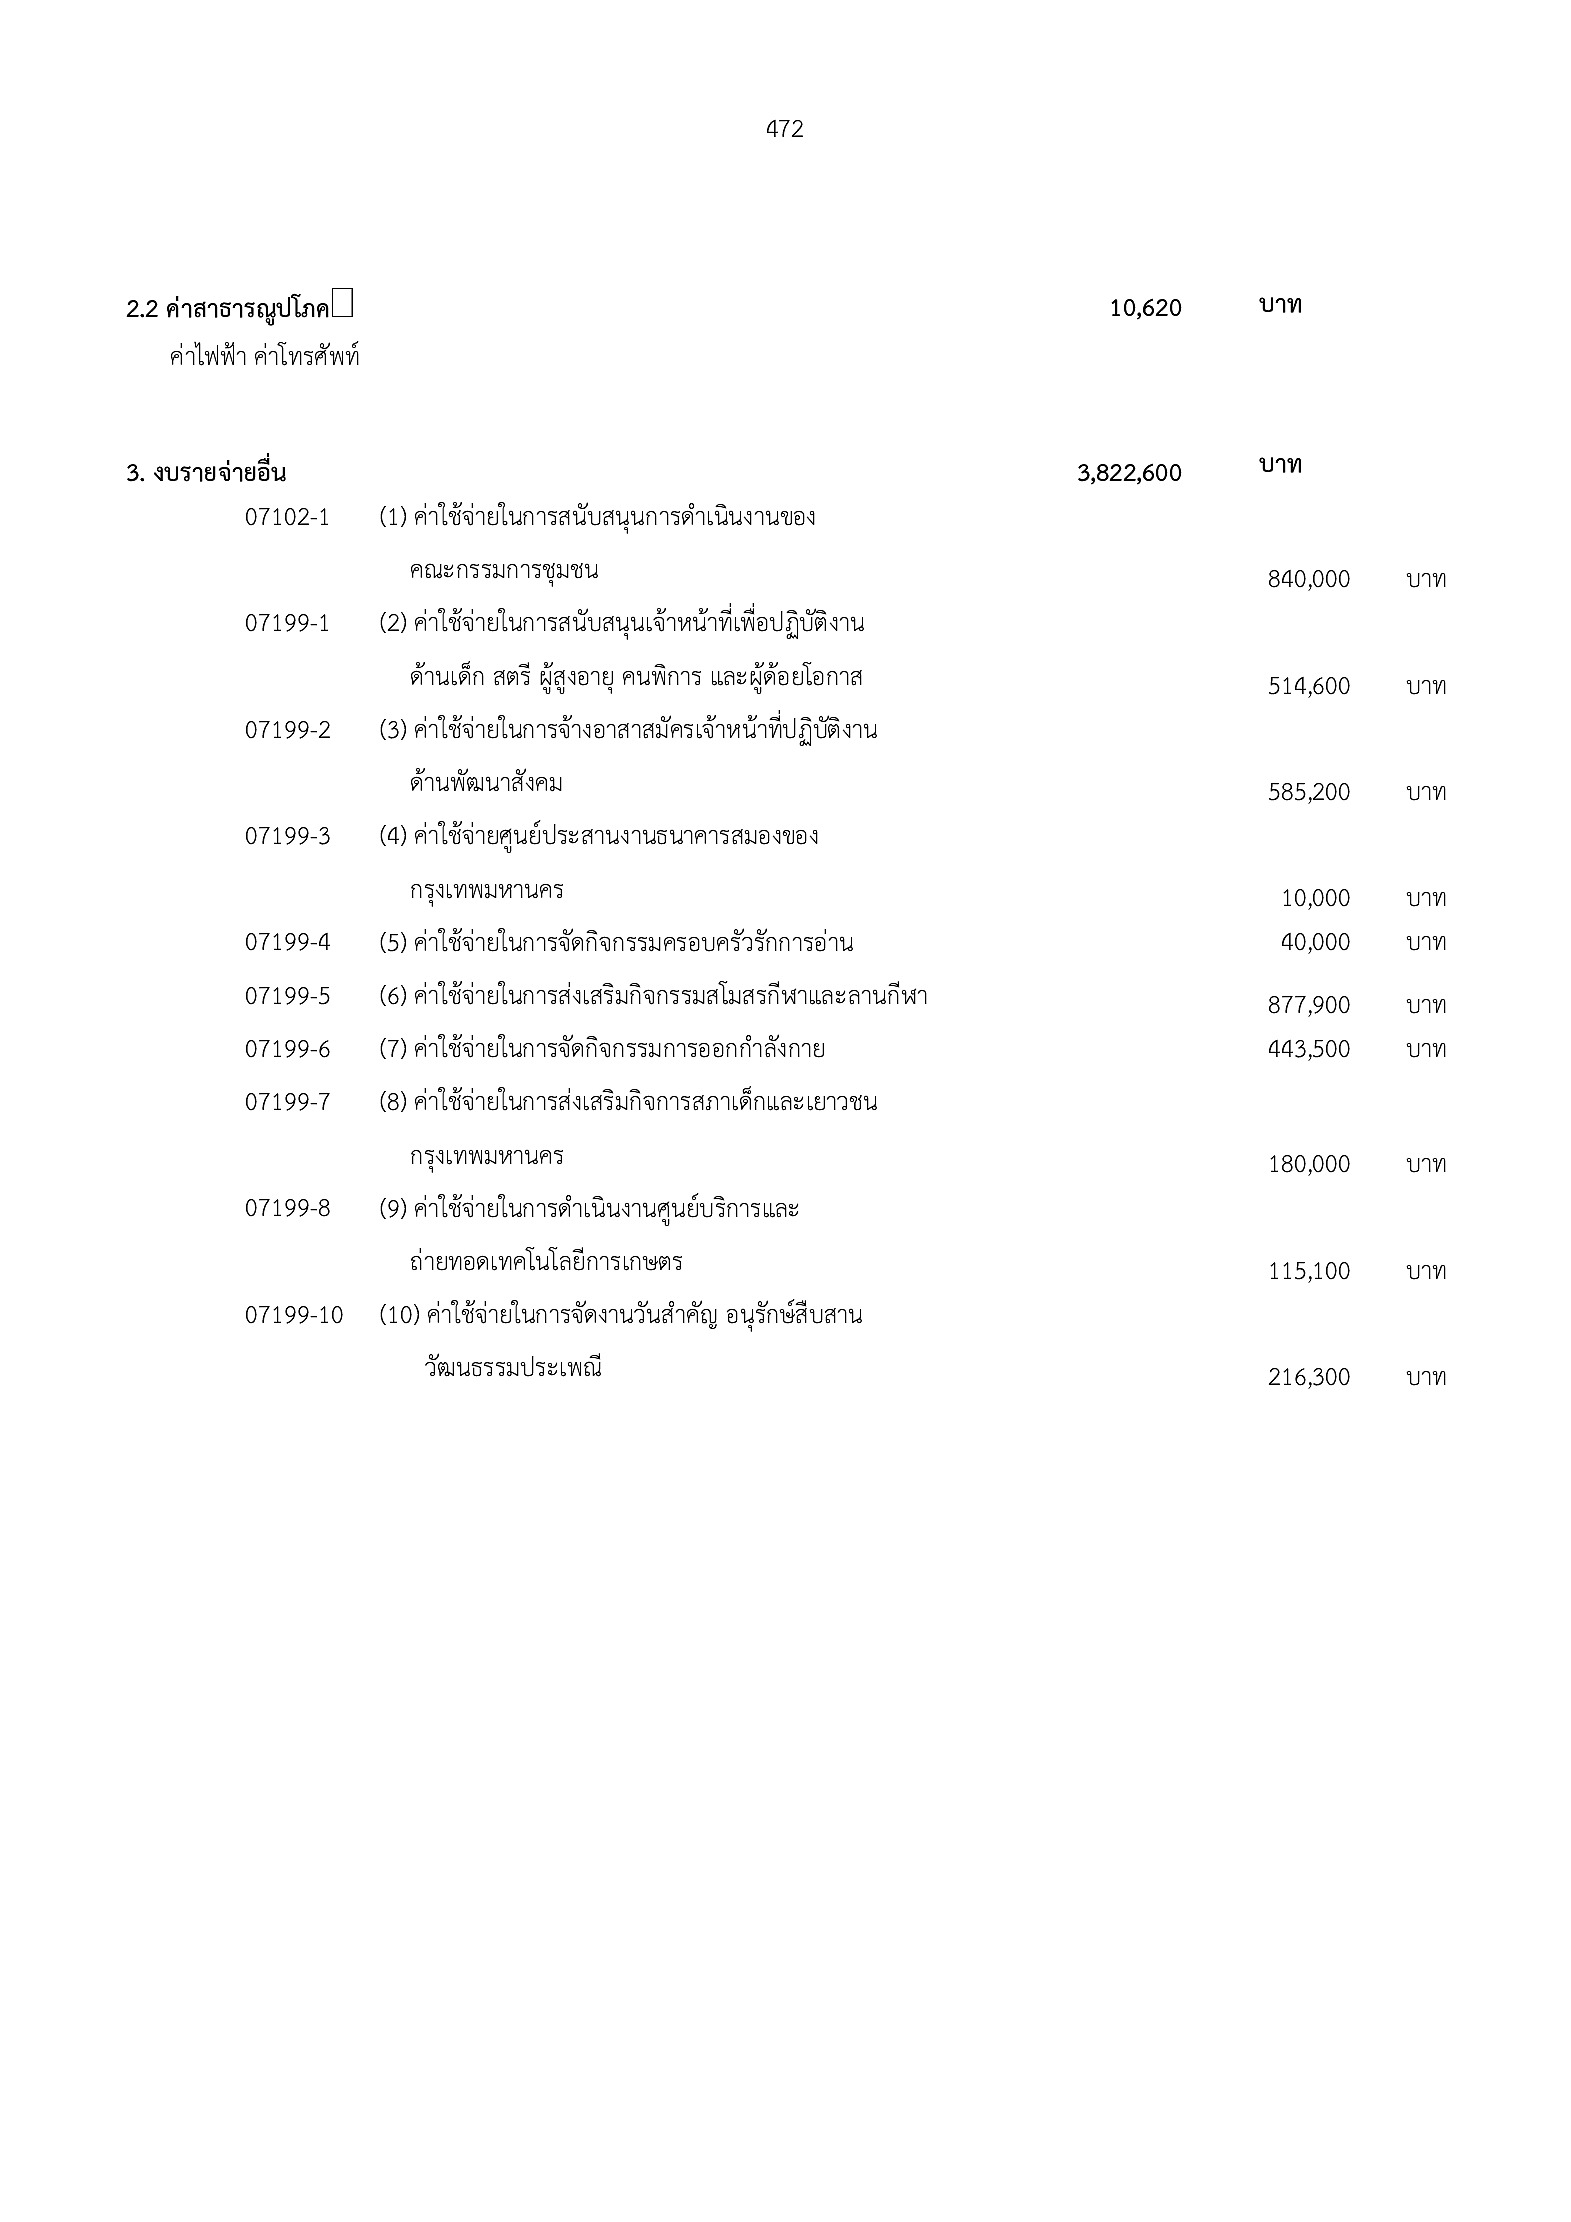 472
2.2 ค่าสาธารณูปโภค 10,620 บาท
ค่าไฟฟ้า ค่าโทรศัพท์
3. งบรายจ่ายอื่น 3,822,600 บาท
07102-1 (1) ค่าใช้จ่ายในการสนับสนุนการดำเนินงานของ
คณะกรรมการชุมชน 840,000 บาท
07199-1 (2) ค่าใช้จ่ายในการสนับสนุนเจ้าหน้าที่เพื่อปฏิบัติงาน
ด้านเด็ก สตรี ผู้สูงอายุ คนพิการ และผู้ด้อยโอกาส 514,600 บาท
07199-2 (3) ค่าใช้จ่ายในการจ้างอาสาสมัครเจ้าหน้าที่ปฏิบัติงาน
ด้านพัฒนาสังคม 585,200 บาท
07199-3 (4) ค่าใช้จ่ายศูนย์ประสานงานธนาคารสมองของ
กรุงเทพมหานคร 10,000 บาท
07199-4 (5) ค่าใช้จ่ายในการจัดกิจกรรมครอบครัวรักการอ่าน 40,000 บาท
07199-5 (6) ค่าใช้จ่ายในการส่งเสริมกิจกรรมสโมสรกีฬาและลานกีฬา 877,900 บาท
07199-6 (7) ค่าใช้จ่ายในการจัดกิจกรรมการออกกำลังกาย 443,500 บาท
07199-7 (8) ค่าใช้จ่ายในการส่งเสริมกิจการสภาเด็กและเยาวชน
กรุงเทพมหานคร 180,000 บาท
07199-8 (9) ค่าใช้จ่ายในการดำเนินงานศูนย์บริการและ
ถ่ายทอดเทคโนโลยีการเกษตร 115,100 บาท
07199-10 (10) ค่าใช้จ่ายในการจัดงานวันสำคัญ อนุรักษ์สืบสาน
วัฒนธรรมประเพณี 216,300 บาท